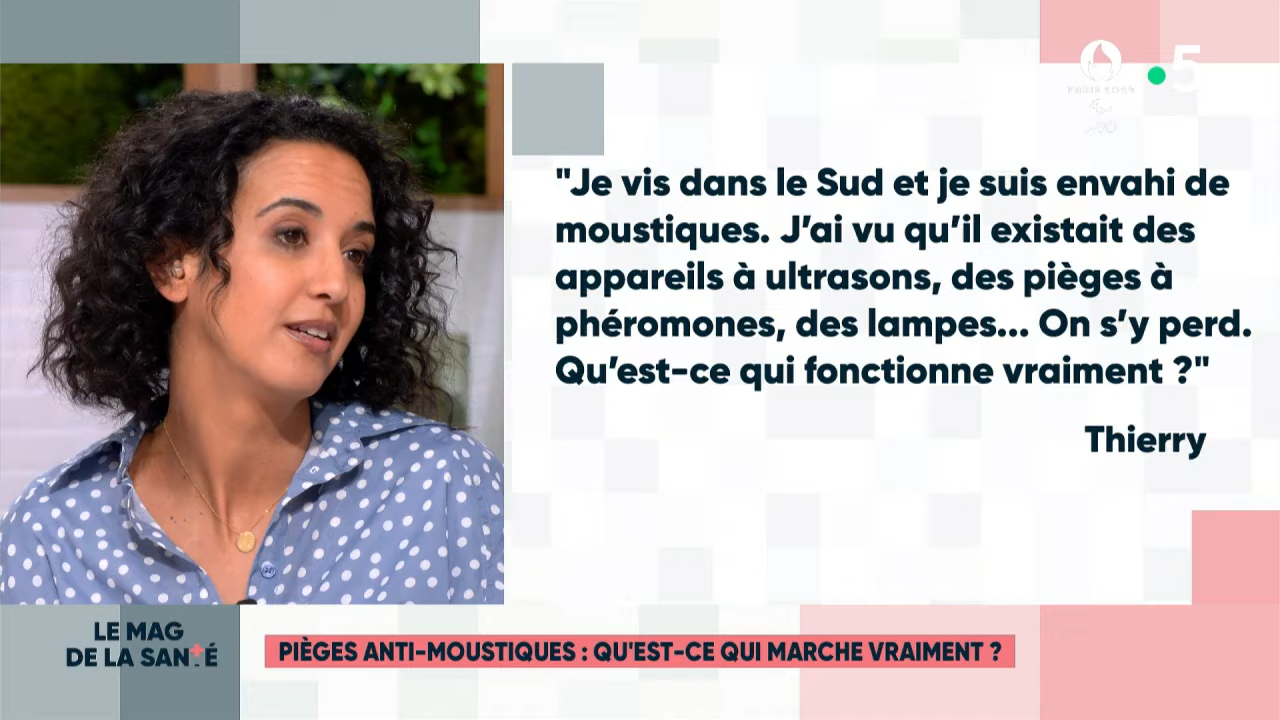 5
"Je vis dans le Sud et je suis envahi de
moustiques. J’ai vu qu’il existait des
appareils à ultrasons, des pièges à
phéromones, des lampes... On s’y perd.
Qu’est-ce qui fonctionne vraiment ?"
Thierry
LE MAG
DE LA SANTÉ
PIÈGES ANTI-MOUSTIQUES : QU'EST-CE QUI MARCHE VRAIMENT ?